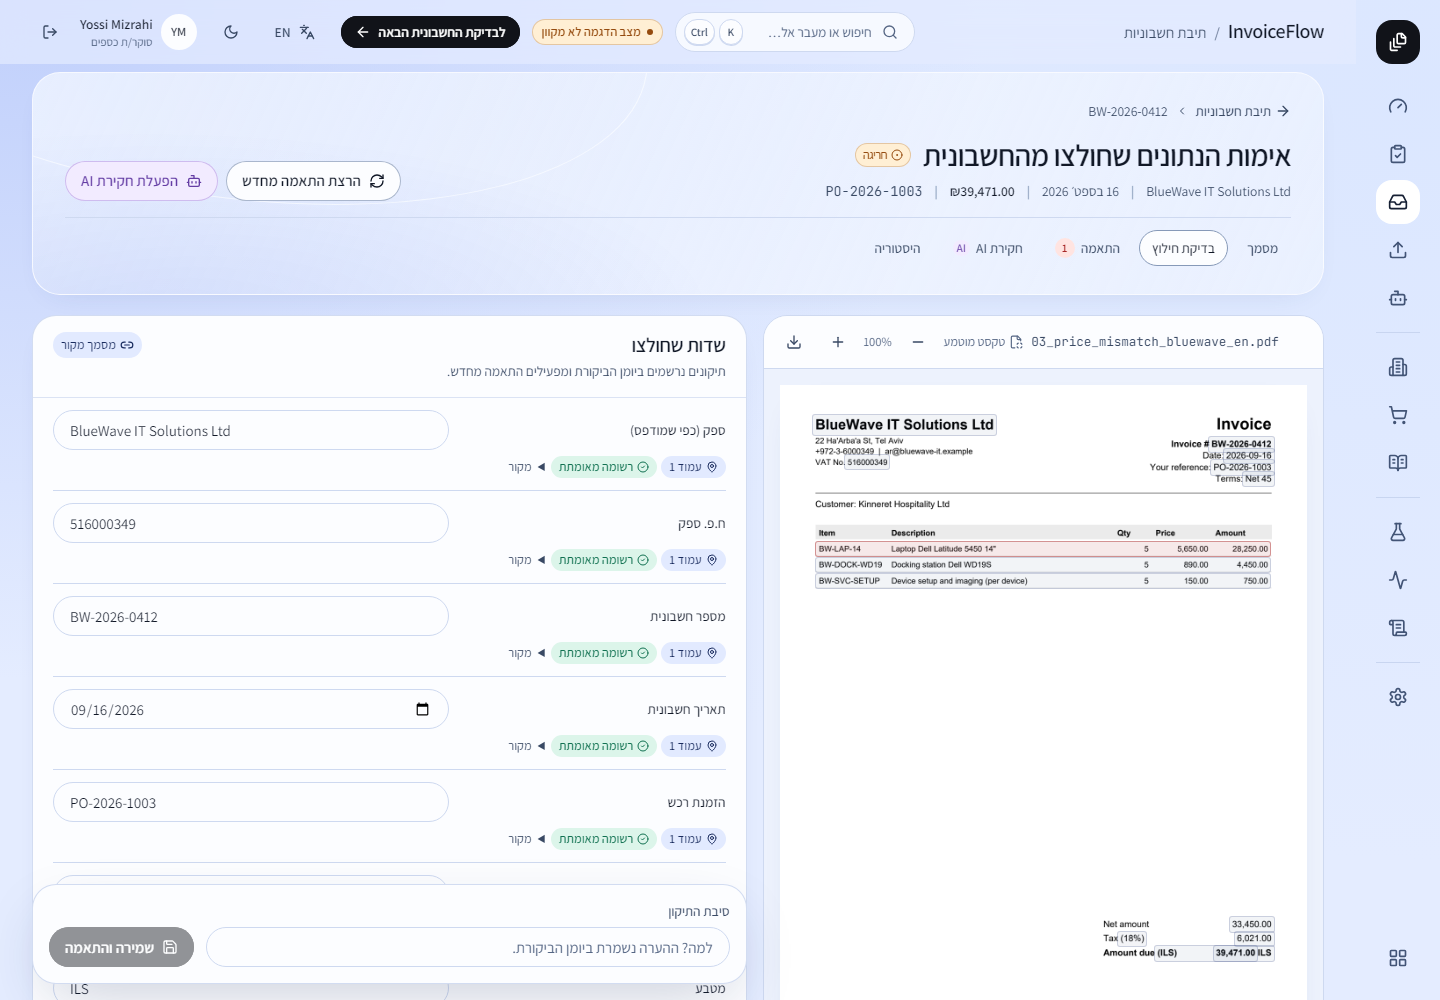 InvoiceFlow / תיבת חשבוניות
חיפוש או מעבר אל... Ctrl K
מצב הדגמה לא מקוון
לבדיקת החשבונית הבאה
EN
YM
Yossi Mizrahi
סוקר/ת כספים
תיבת חשבוניות
BW-2026-0412
אימות הנתונים שחולצו מהחשבונית
חריגה
BlueWave IT Solutions Ltd | 16 בספט׳ 2026 | ₪39,471.00 | PO-2026-1003
הרצת התאמה מחדש
הפעלת חקירת AI
מסמך
בדיקת חילוץ
התאמה 1
חקירת AI AI
היסטוריה
03_price_mismatch_bluewave_en.pdf
טקסט מוטמע
100%
BlueWave IT Solutions Ltd
22 Ha'Arba'a St, Tel Aviv
+972-3-6000349 | ar@bluewave-it.example
VAT No. 516000349
Invoice
Invoice # BW-2026-0412
Date: 2026-09-16
Your reference: PO-2026-1003
Terms: Net 45
Customer: Kinneret Hospitality Ltd
Item Description Qty Price Amount
BW-LAP-14 Laptop Dell Latitude 5450 14" 5 5,650.00 28,250.00
BW-DOCK-WD19 Docking station Dell WD19S 5 890.00 4,450.00
BW-SVC-SETUP Device setup and imaging (per device) 5 150.00 750.00
Net amount 33,450.00
Tax (18%) 6,021.00
Amount due (ILS) 39,471.00 ILS
שדות שחולצו
תיקונים נרשמים ביומן הביקורת ומפעילים התאמה מחדש.
מסמך מקור
ספק (כפי שמודפס)
BlueWave IT Solutions Ltd
עמוד 1 רשומה מאומתת מקור
ח.פ. ספק
516000349
עמוד 1 רשומה מאומתת מקור
מספר חשבונית
BW-2026-0412
עמוד 1 רשומה מאומתת מקור
תאריך חשבונית
09/16/2026
עמוד 1 רשומה מאומתת מקור
הזמנת רכש
PO-2026-1003
עמוד 1 רשומה מאומתת מקור
סיבת התיקון
למה? ההערה נשמרת ביומן הביקורת.
שמירה והתאמה
מטבע
ILS